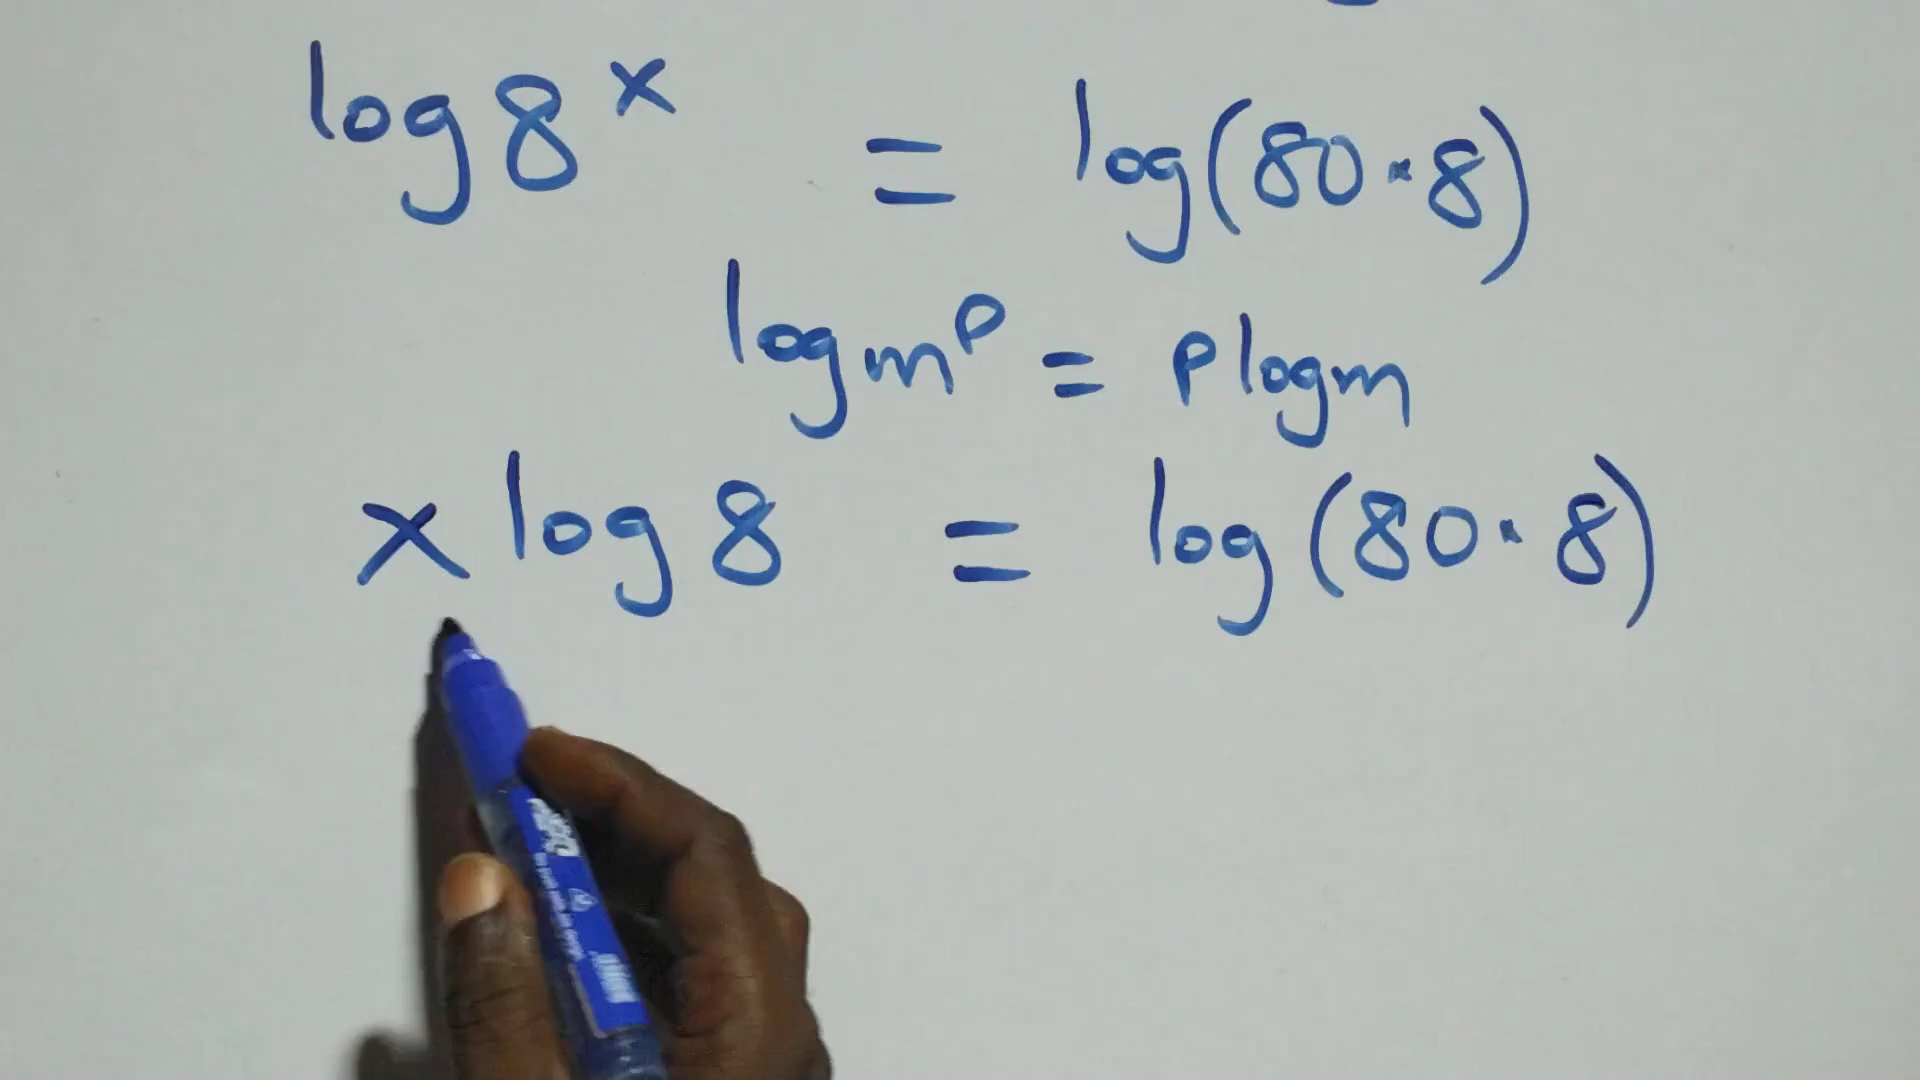 log 8^x = log(80·8)
log m^p = p log m
x log 8 = log(80·8)